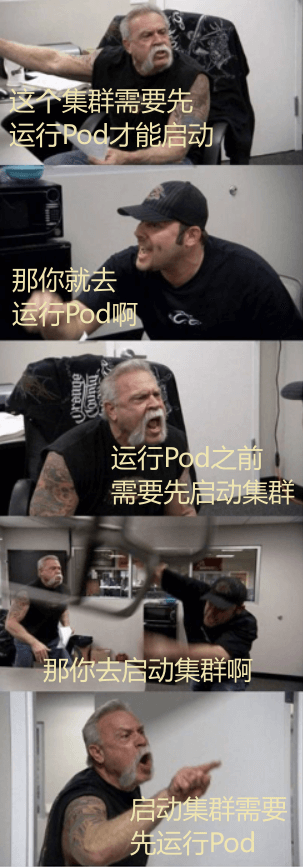 这个集群需要先
运行Pod才能启动
那你就去
运行Pod啊
Orange
County
运行Pod之前
需要先启动集群
那你去启动集群啊
启动集群需要
先运行Pod